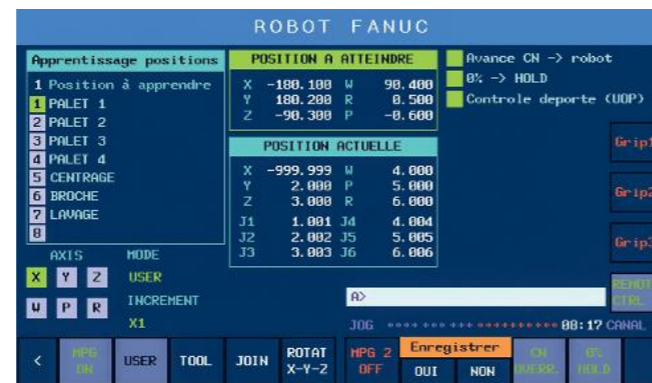 ROBOT FANUC
Apprentissage positions
1 Position à apprendre
1 PALET 1
2 PALET 2
3 PALET 3
4 PALET 4
5 CENTRAGE
6 BROCHE
7 LAVAGE
8
POSITION A ATTEINDRE
X -180.100 W 90.400
Y 180.200 R 0.500
Z -90.300 P -0.600
POSITION ACTUELLE
X -999.999 W 4.000
Y 2.000 P 5.000
Z 3.000 R 6.000
J1 1.001 J4 4.004
J2 2.002 J5 5.005
J3 3.003 J6 6.006
Avance CN -> robot
0% -> HOLD
Controle deporte (UOP)
Grip1
Grip2
Grip3
AXIS MODE
X Y Z USER
W P R INCREMENT
X1
A>
REMOT
CTRL
JOG **** *** *** ********** 08:17 CANAL
< MPG ON USER TOOL JOIN ROTAT X-Y-Z MPG 2 OFF
Enregistrer
OUI NON
CN OVERR. 0% HOLD